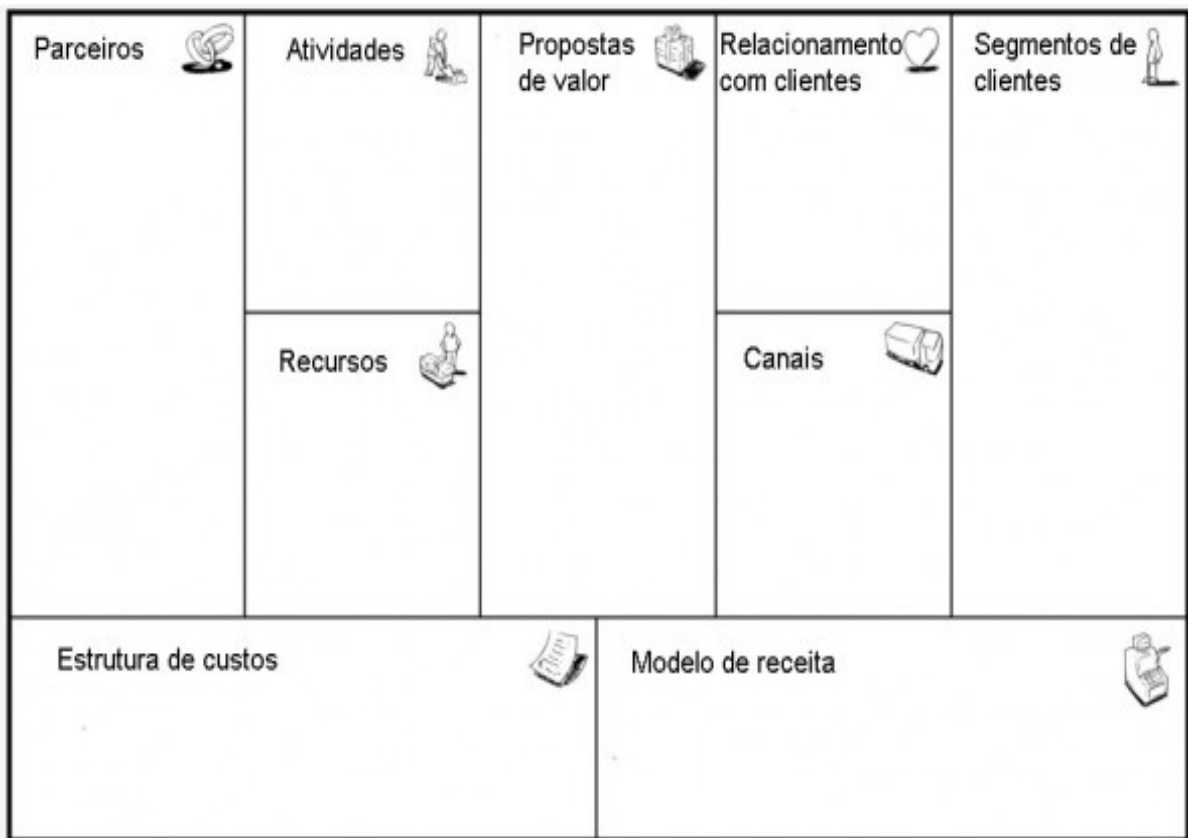 Parceiros
Atividades
Propostas
de valor
Relacionamento
com clientes
Segmentos de
clientes
Recursos
Canais
Estrutura de custos
Modelo de receita